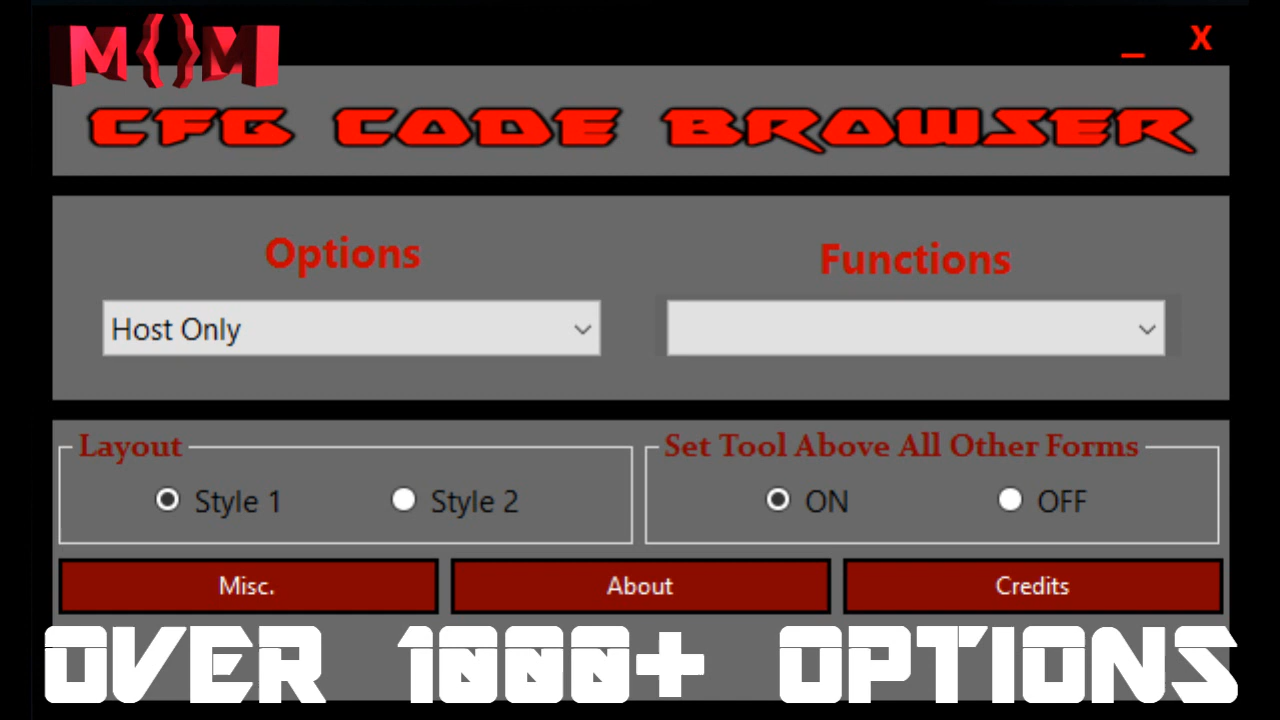 M{}M
_ X
CFG CODE BROWSER
Options Functions
Host Only
Layout Set Tool Above All Other Forms
Style 1 Style 2 ON OFF
Misc. About Credits
OVER 1000+ OPTIONS